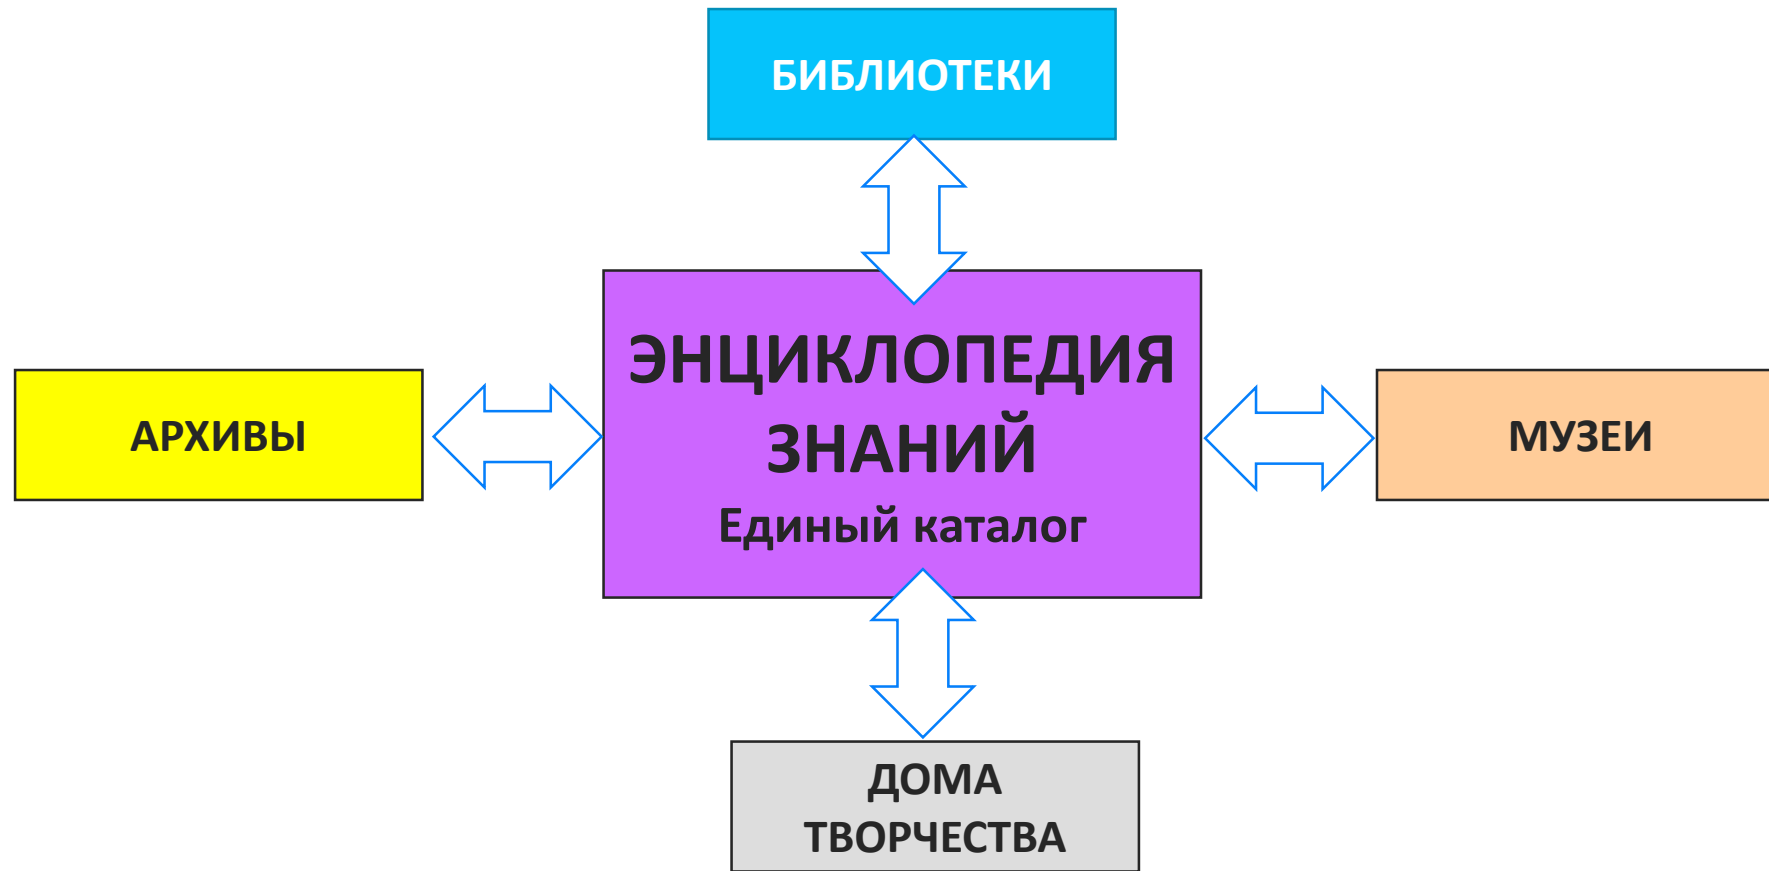 БИБЛИОТЕКИ
ЭНЦИКЛОПЕДИЯ
ЗНАНИЙ
Единый каталог
АРХИВЫ
МУЗЕИ
ДОМА
ТВОРЧЕСТВА